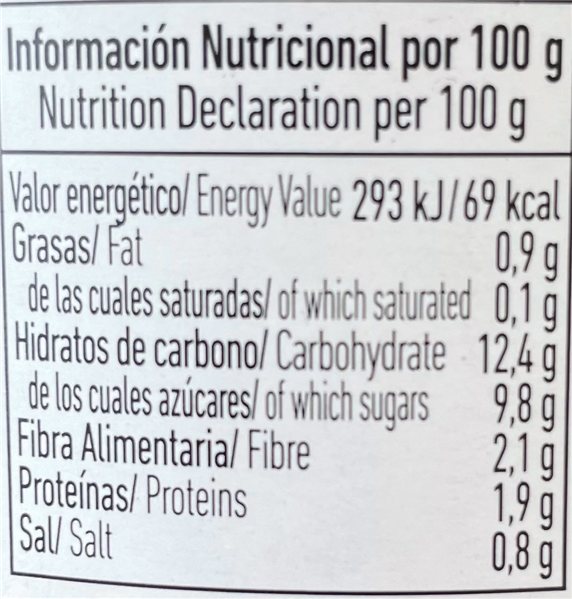 Información Nutricional por 100 g
Nutrition Declaration per 100 g
Valor energético/ Energy Value 293 kJ/69 kcal
Grasas/ Fat 0,9 g
de las cuales saturadas/ of which saturated 0,1 g
Hidratos de carbono/ Carbohydrate 12,4 g
de los cuales azúcares/ of which sugars 9,8 g
Fibra Alimentaria/ Fibre 2,1 g
Proteínas/ Proteins 1,9 g
Sal/ Salt 0,8 g